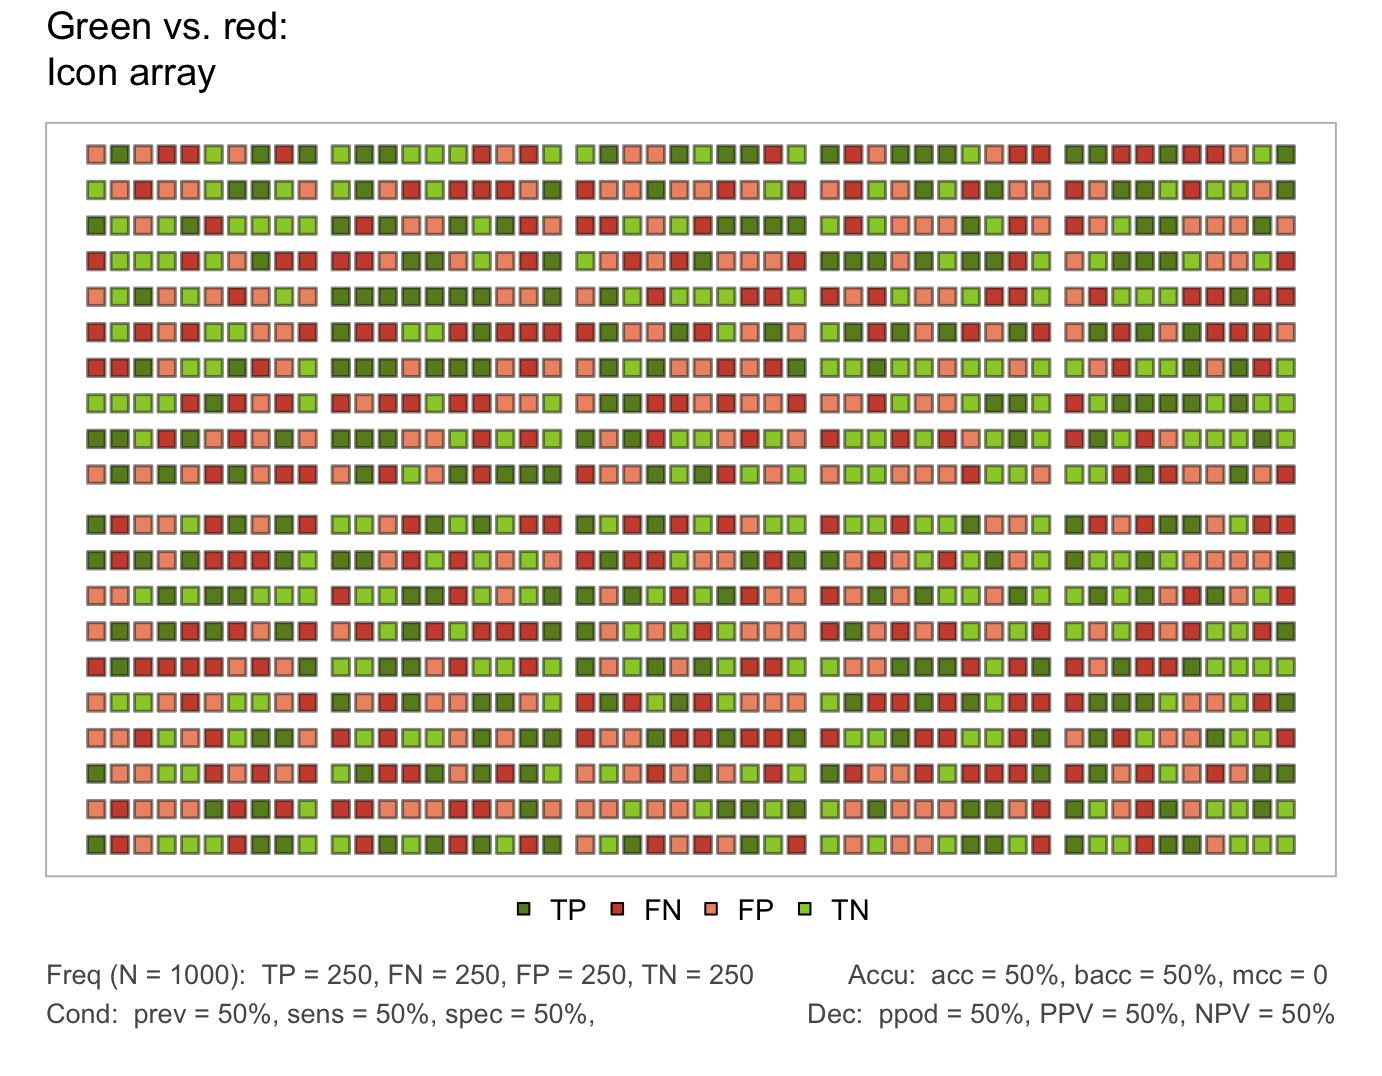 Green vs. red:
Icon array
TP FN FP TN
Freq (N = 1000):  TP = 250, FN = 250, FP = 250, TN = 250
Accu:  acc = 50%, bacc = 50%, mcc = 0
Cond:  prev = 50%, sens = 50%, spec = 50%,
Dec:  ppod = 50%, PPV = 50%, NPV = 50%